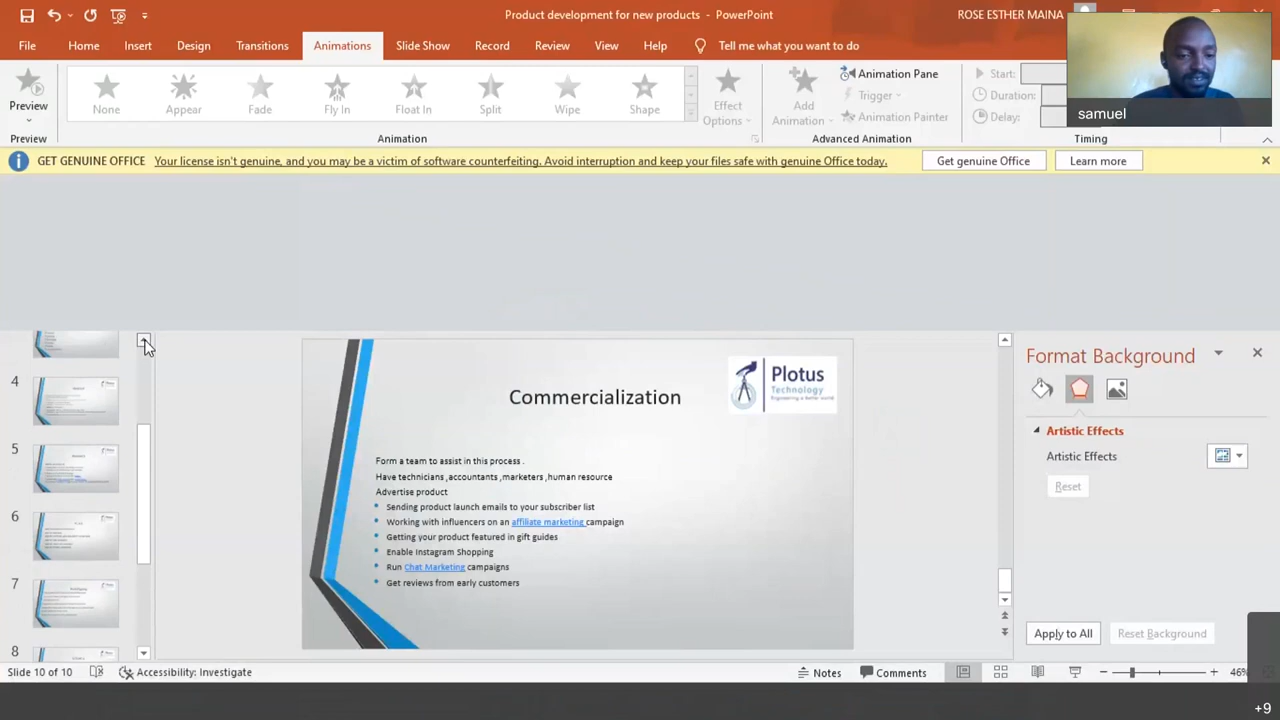 Product development for new products - PowerPoint
ROSE ESTHER MAINA
File Home Insert Design Transitions Animations Slide Show Record Review View Help Tell me what you want to do
samuel
Preview
None Appear Fade Fly In Float In Split Wipe Shape
Effect Options
Add Animation
Animation Pane
Trigger
Animation Painter
Start:
Duration:
Delay:
Preview Animation Advanced Animation Timing
GET GENUINE OFFICE Your license isn't genuine, and you may be a victim of software counterfeiting. Avoid interruption and keep your files safe with genuine Office today. Get genuine Office Learn more
4
5
6
7
8
Plotus
Technology
Engineering a better world
Commercialization
Form a team to assist in this process .
Have technicians ,accountants ,marketers ,human resource
Advertise product
Sending product launch emails to your subscriber list
Working with influencers on an affiliate marketing campaign
Getting your product featured in gift guides
Enable Instagram Shopping
Run Chat Marketing campaigns
Get reviews from early customers
Format Background
Artistic Effects
Artistic Effects
Reset
Apply to All Reset Background
Slide 10 of 10 Accessibility: Investigate Notes Comments 46%
+9